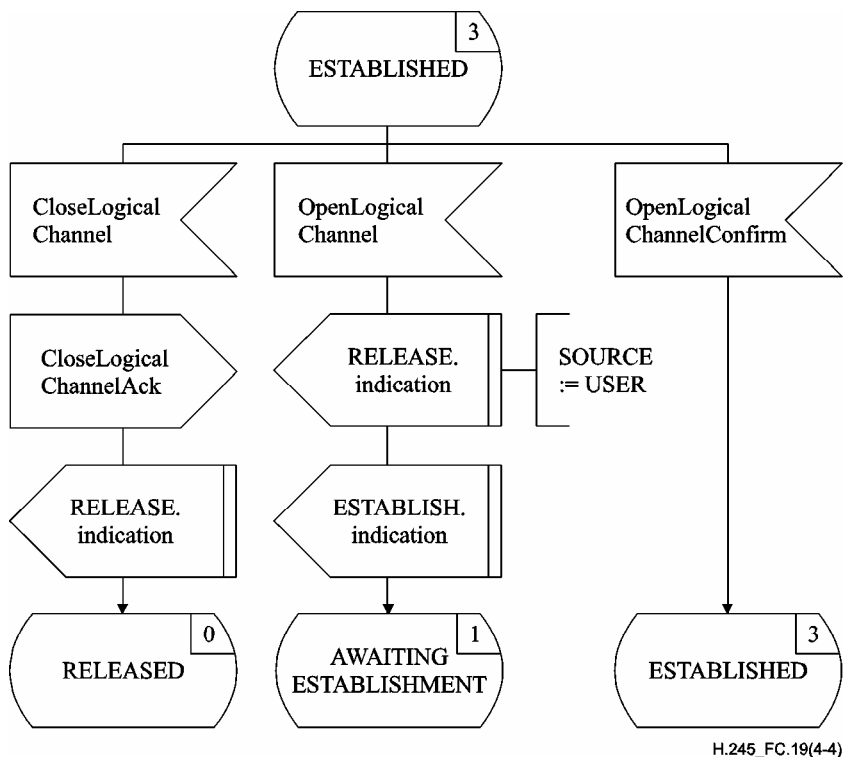 3
ESTABLISHED
CloseLogical
Channel
OpenLogical
Channel
OpenLogical
ChannelConfirm
CloseLogical
ChannelAck
RELEASE.
indication
SOURCE
:= USER
RELEASE.
indication
ESTABLISH.
indication
0
RELEASED
1
AWAITING
ESTABLISHMENT
3
ESTABLISHED
H.245_FC.19(4-4)